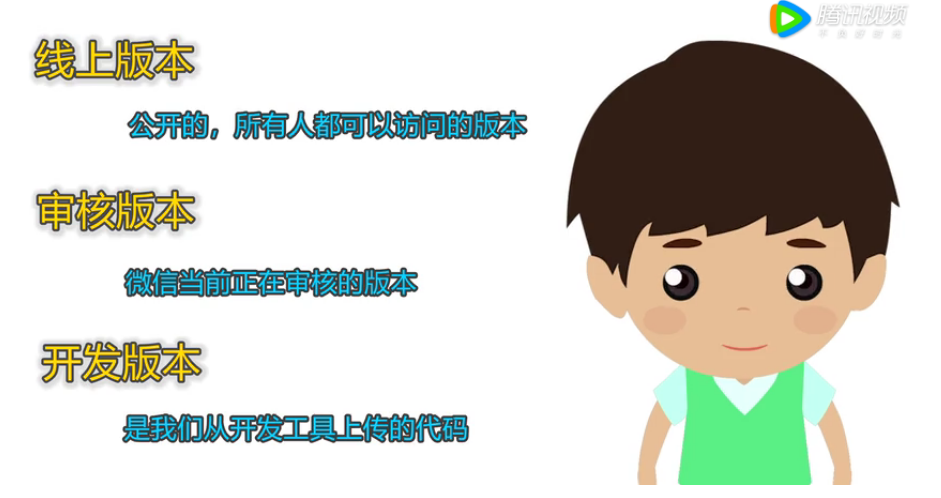 腾讯视频
线上版本
公开的，所有人都可以访问的版本
审核版本
微信当前正在审核的版本
开发版本
是我们从开发工具上传的代码